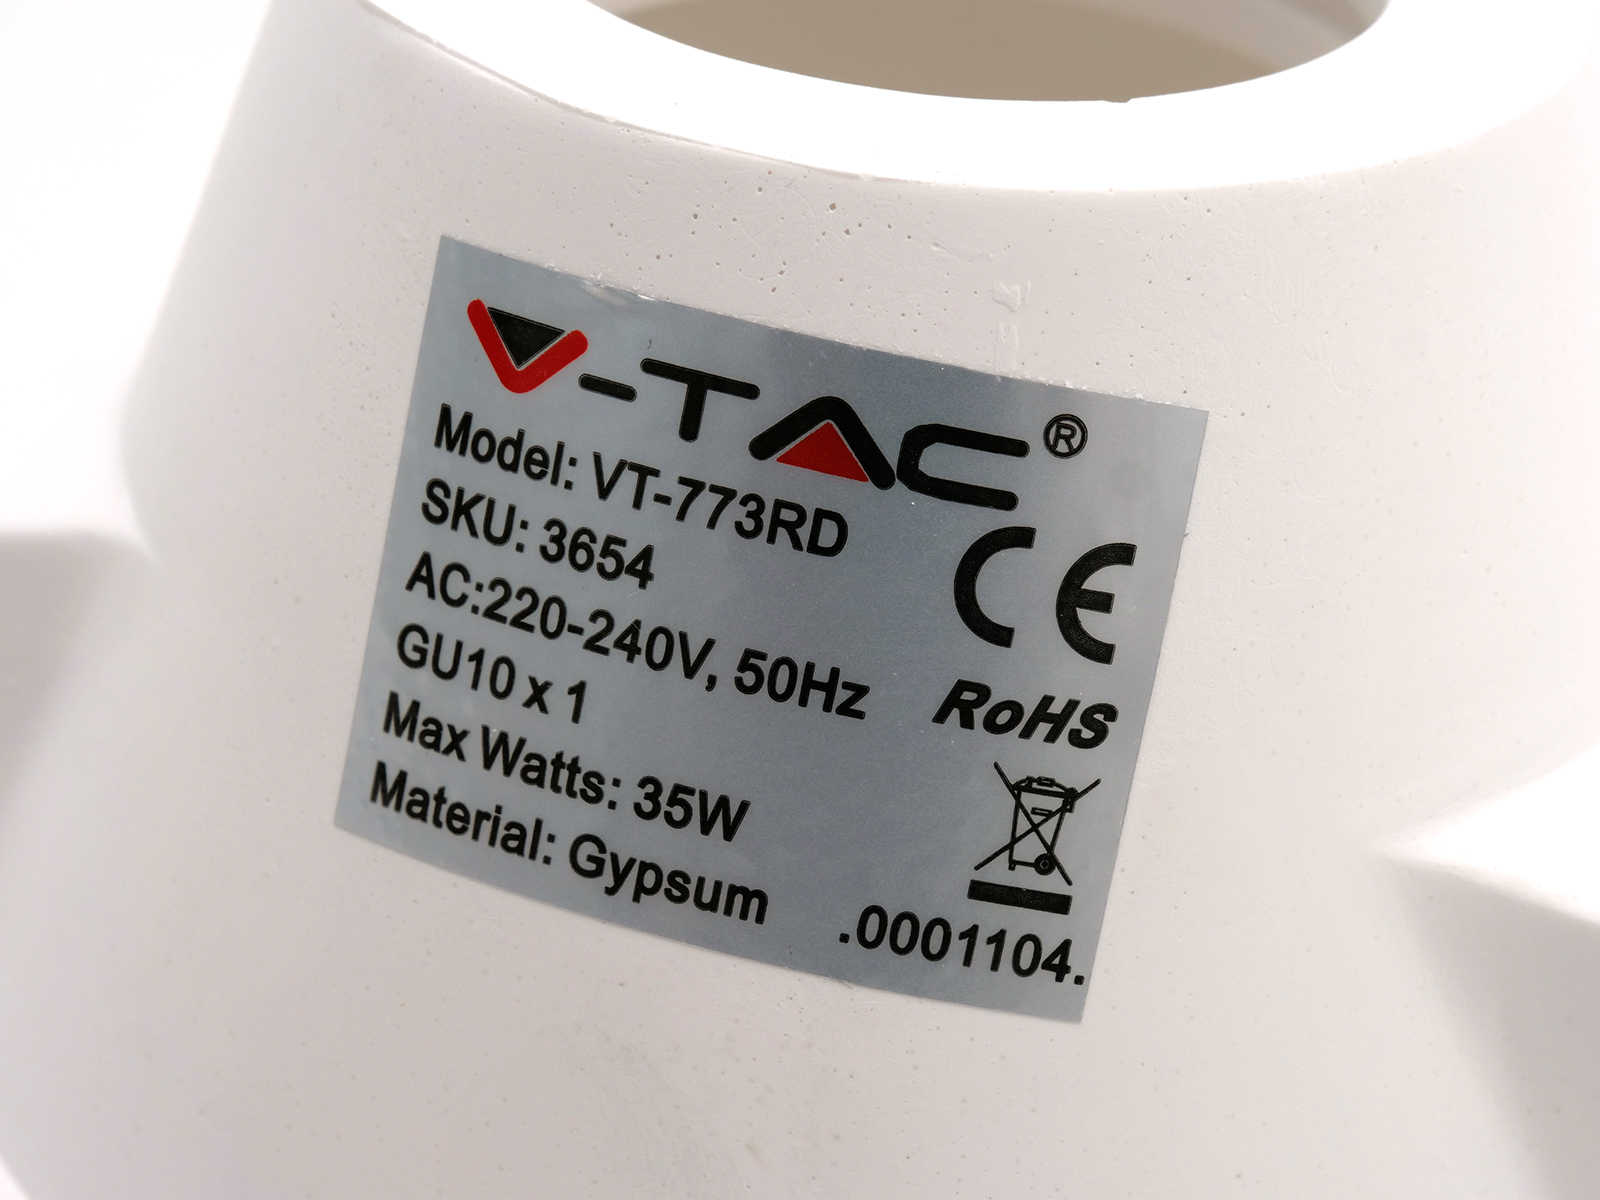 V-TAC®
Model: VT-773RD
SKU: 3654
AC:220-240V, 50Hz
GU10 x 1
Max Watts: 35W
Material: Gypsum
CE
RoHS
.0001104.